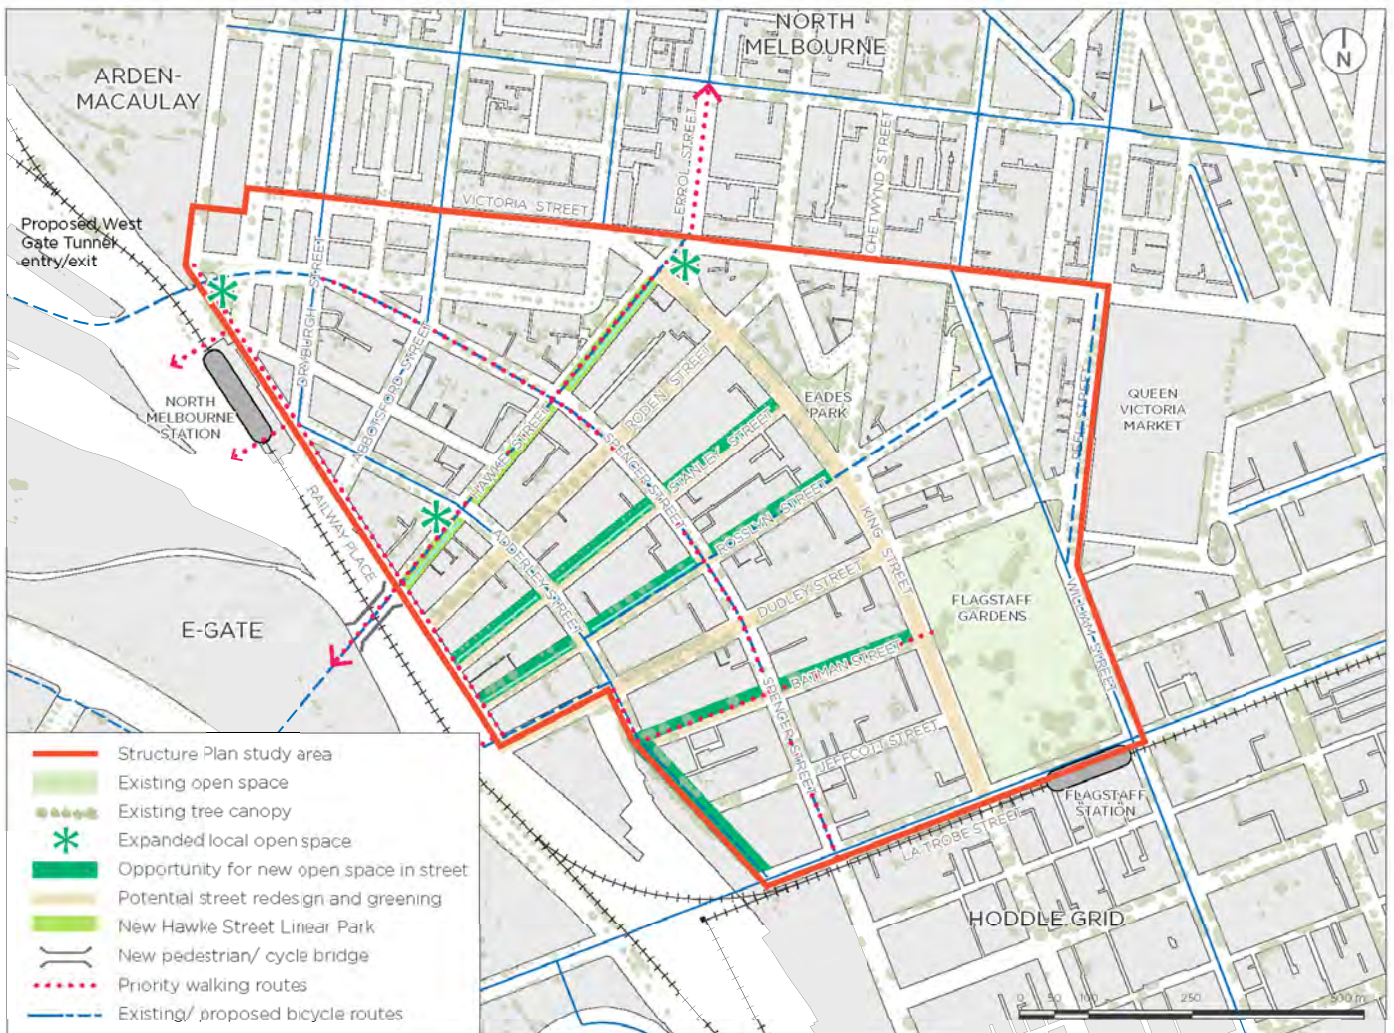 NORTH
MELBOURNE
N
ARDEN-
MACAULAY
ERROL STREET
CHETWYND STREET
VICTORIA STREET
Proposed West
Gate Tunnel
entry/exit
DRYBURGH STREET
ABBOTSFORD STREET
NORTH
MELBOURNE
STATION
RODEN STREET
EADES
PARK
PEEL STREET
QUEEN
VICTORIA
MARKET
HAWKE STREET
SPENCER STREET
STANLEY STREET
ROSSLYN STREET
KING STREET
RAILWAY PLACE
ADDERLEY STREET
DUDLEY STREET
FLAGSTAFF
GARDENS
WILLIAM STREET
E-GATE
BATMAN STREET
SPENCER STREET
JEFFCOTT STREET
FLAGSTAFF
STATION
LA TROBE STREET
HODDLE GRID
Structure Plan study area
Existing open space
Existing tree canopy
Expanded local open space
Opportunity for new open space in street
Potential street redesign and greening
New Hawke Street Linear Park
New pedestrian/ cycle bridge
Priority walking routes
Existing/ proposed bicycle routes
0 50 100 250 500 m